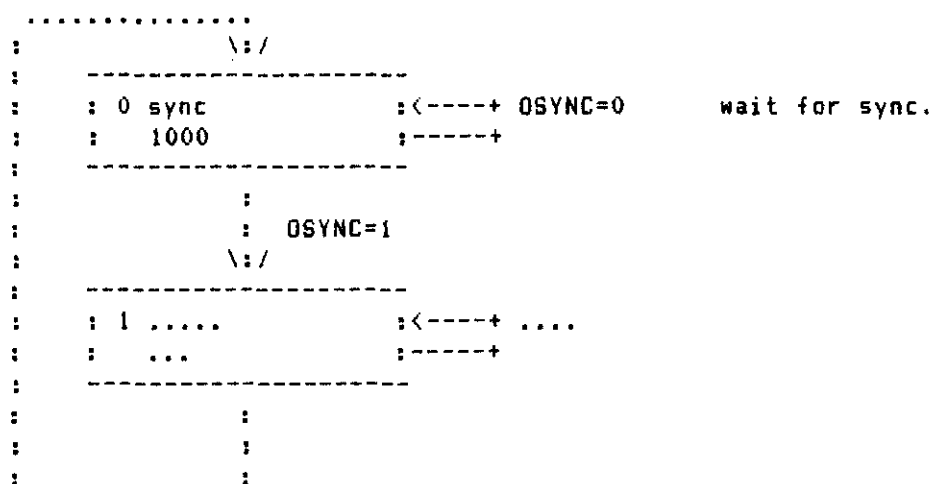 ...............
:              \:/
:    ---------------------
:    : 0 sync            :<----+ OSYNC=0      wait for sync.
:    :   1000            :-----+
:    ---------------------
:               :
:               :  OSYNC=1
:              \:/
:    ---------------------
:    : 1 .....           :<----+ ....
:    :   ...             :-----+
:    ---------------------
:               :
:               :
:               :